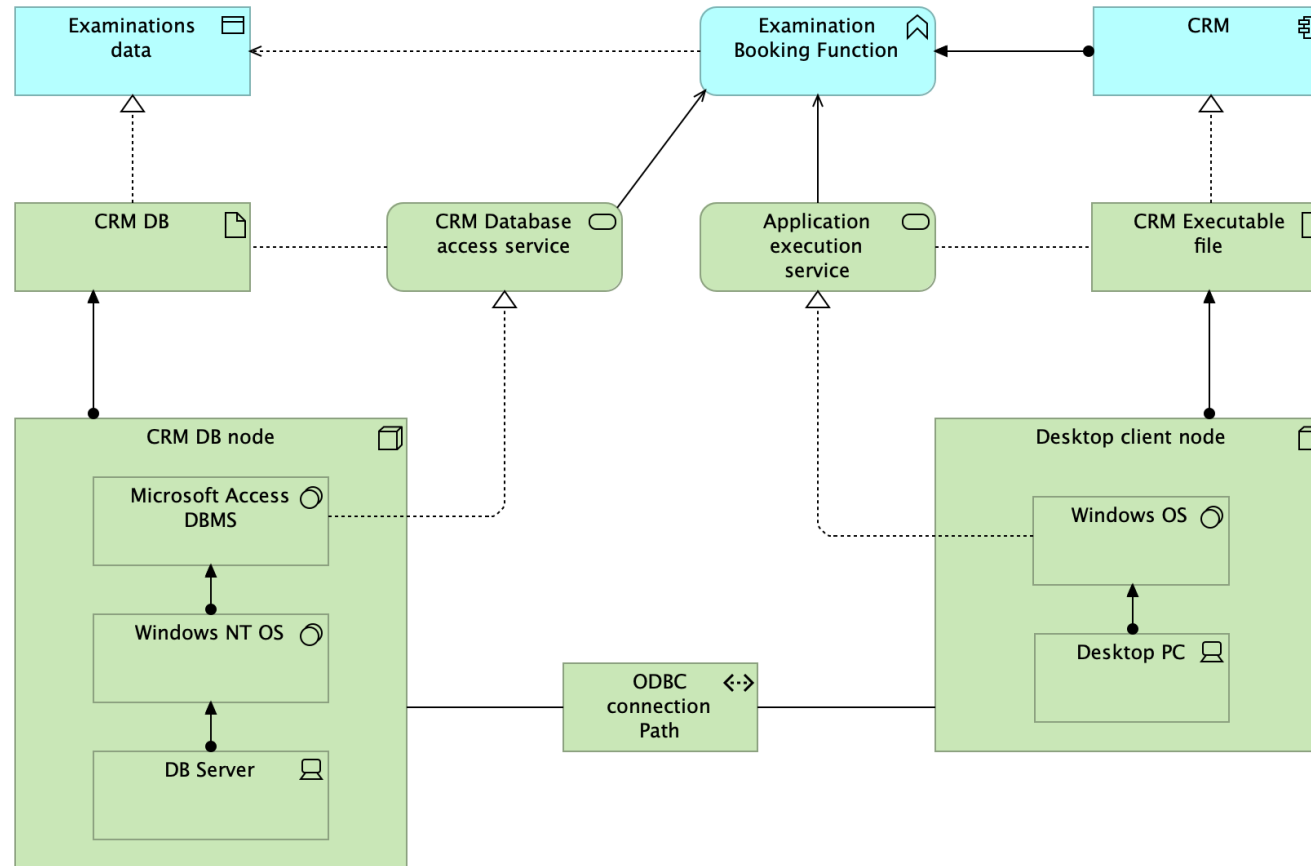 Examinations
data
Examination
Booking Function
CRM
CRM DB
CRM Database
access service
Application
execution
service
CRM Executable
file
CRM DB node
Desktop client node
Microsoft Access
DBMS
Windows OS
Windows NT OS
Desktop PC
ODBC
connection
Path
DB Server